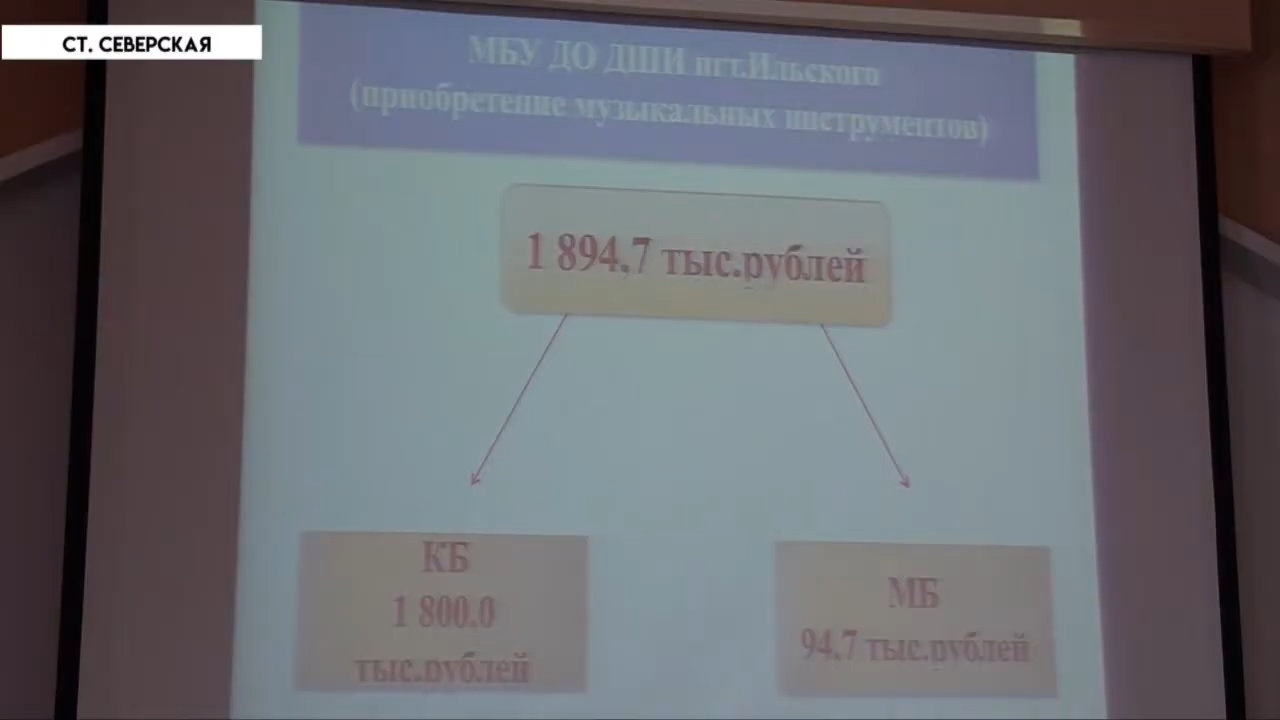 СТ. СЕВЕРСКАЯ
МБУ ДО ДШИ пгт.Ильского
(приобретение музыкальных инструментов)
1 894,7 тыс.рублей
КБ
1 800.0
тыс.рублей
МБ
94,7 тыс.рублей